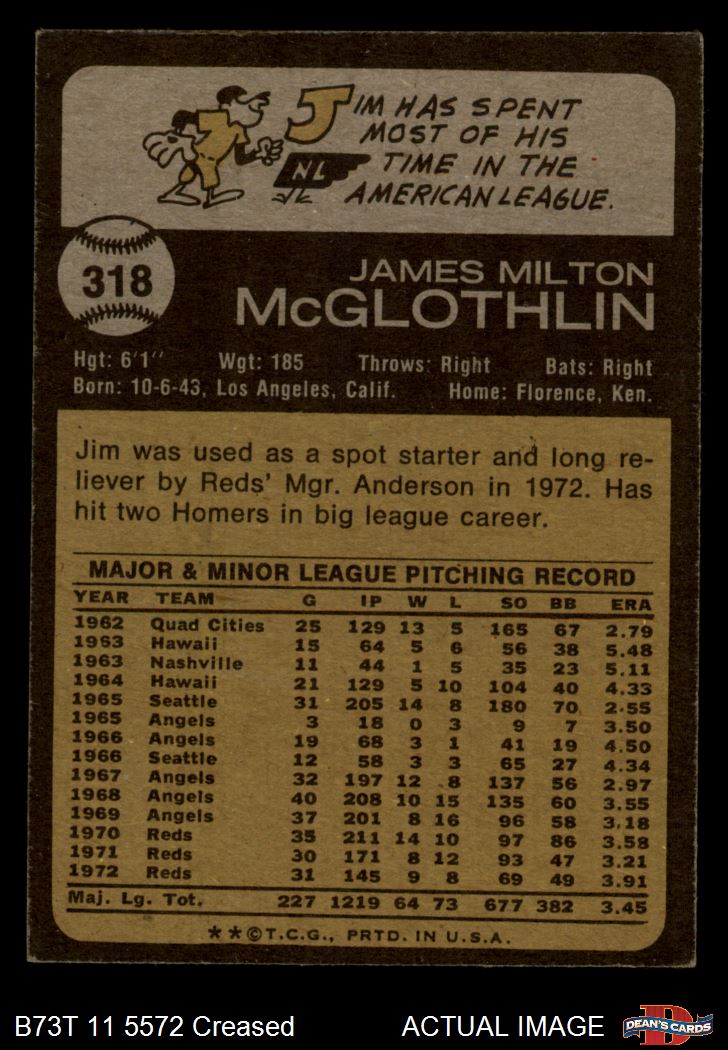 JIM HAS SPENT
MOST OF HIS
TIME IN THE
AMERICAN LEAGUE.
NL
318
JAMES MILTON
McGLOTHLIN
Hgt: 6'1" Wgt: 185 Throws: Right Bats: Right
Born: 10-6-43, Los Angeles, Calif. Home: Florence, Ken.
Jim was used as a spot starter and long re-
liever by Reds' Mgr. Anderson in 1972. Has
hit two Homers in big league career.
MAJOR & MINOR LEAGUE PITCHING RECORD
YEAR TEAM G IP W L SO BB ERA
1962 Quad Cities 25 129 13 5 165 67 2.79
1963 Hawaii 15 64 5 6 56 38 5.48
1963 Nashville 11 44 1 5 35 23 5.11
1964 Hawaii 21 129 5 10 104 40 4.33
1965 Seattle 31 205 14 8 180 70 2.55
1965 Angels 3 18 0 3 9 7 3.50
1966 Angels 19 68 3 1 41 19 4.50
1966 Seattle 12 58 3 3 65 27 4.34
1967 Angels 32 197 12 8 137 56 2.97
1968 Angels 40 208 10 15 135 60 3.55
1969 Angels 37 201 8 16 96 58 3.18
1970 Reds 35 211 14 10 97 86 3.58
1971 Reds 30 171 8 12 93 47 3.21
1972 Reds 31 145 9 8 69 49 3.91
Maj. Lg. Tot. 227 1219 64 73 677 382 3.45
**©T.C.G., PRTD. IN U.S.A.
B73T 11 5572 Creased ACTUAL IMAGE D DEAN'S CARDS